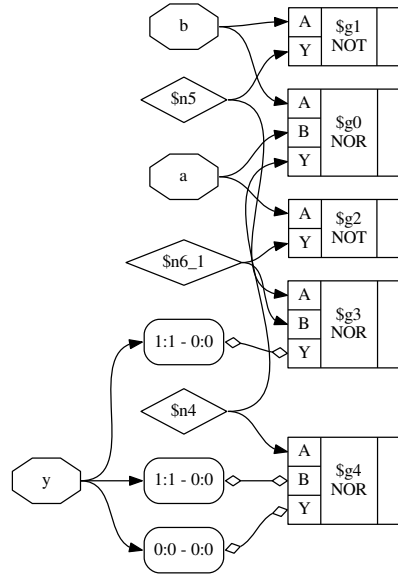 b
A
Y
$g1
NOT
$n5
A
B
Y
$g0
NOR
a
A
Y
$g2
NOT
$n6_1
A
B
Y
$g3
NOR
1:1 - 0:0
$n4
A
B
Y
$g4
NOR
y
1:1 - 0:0
0:0 - 0:0